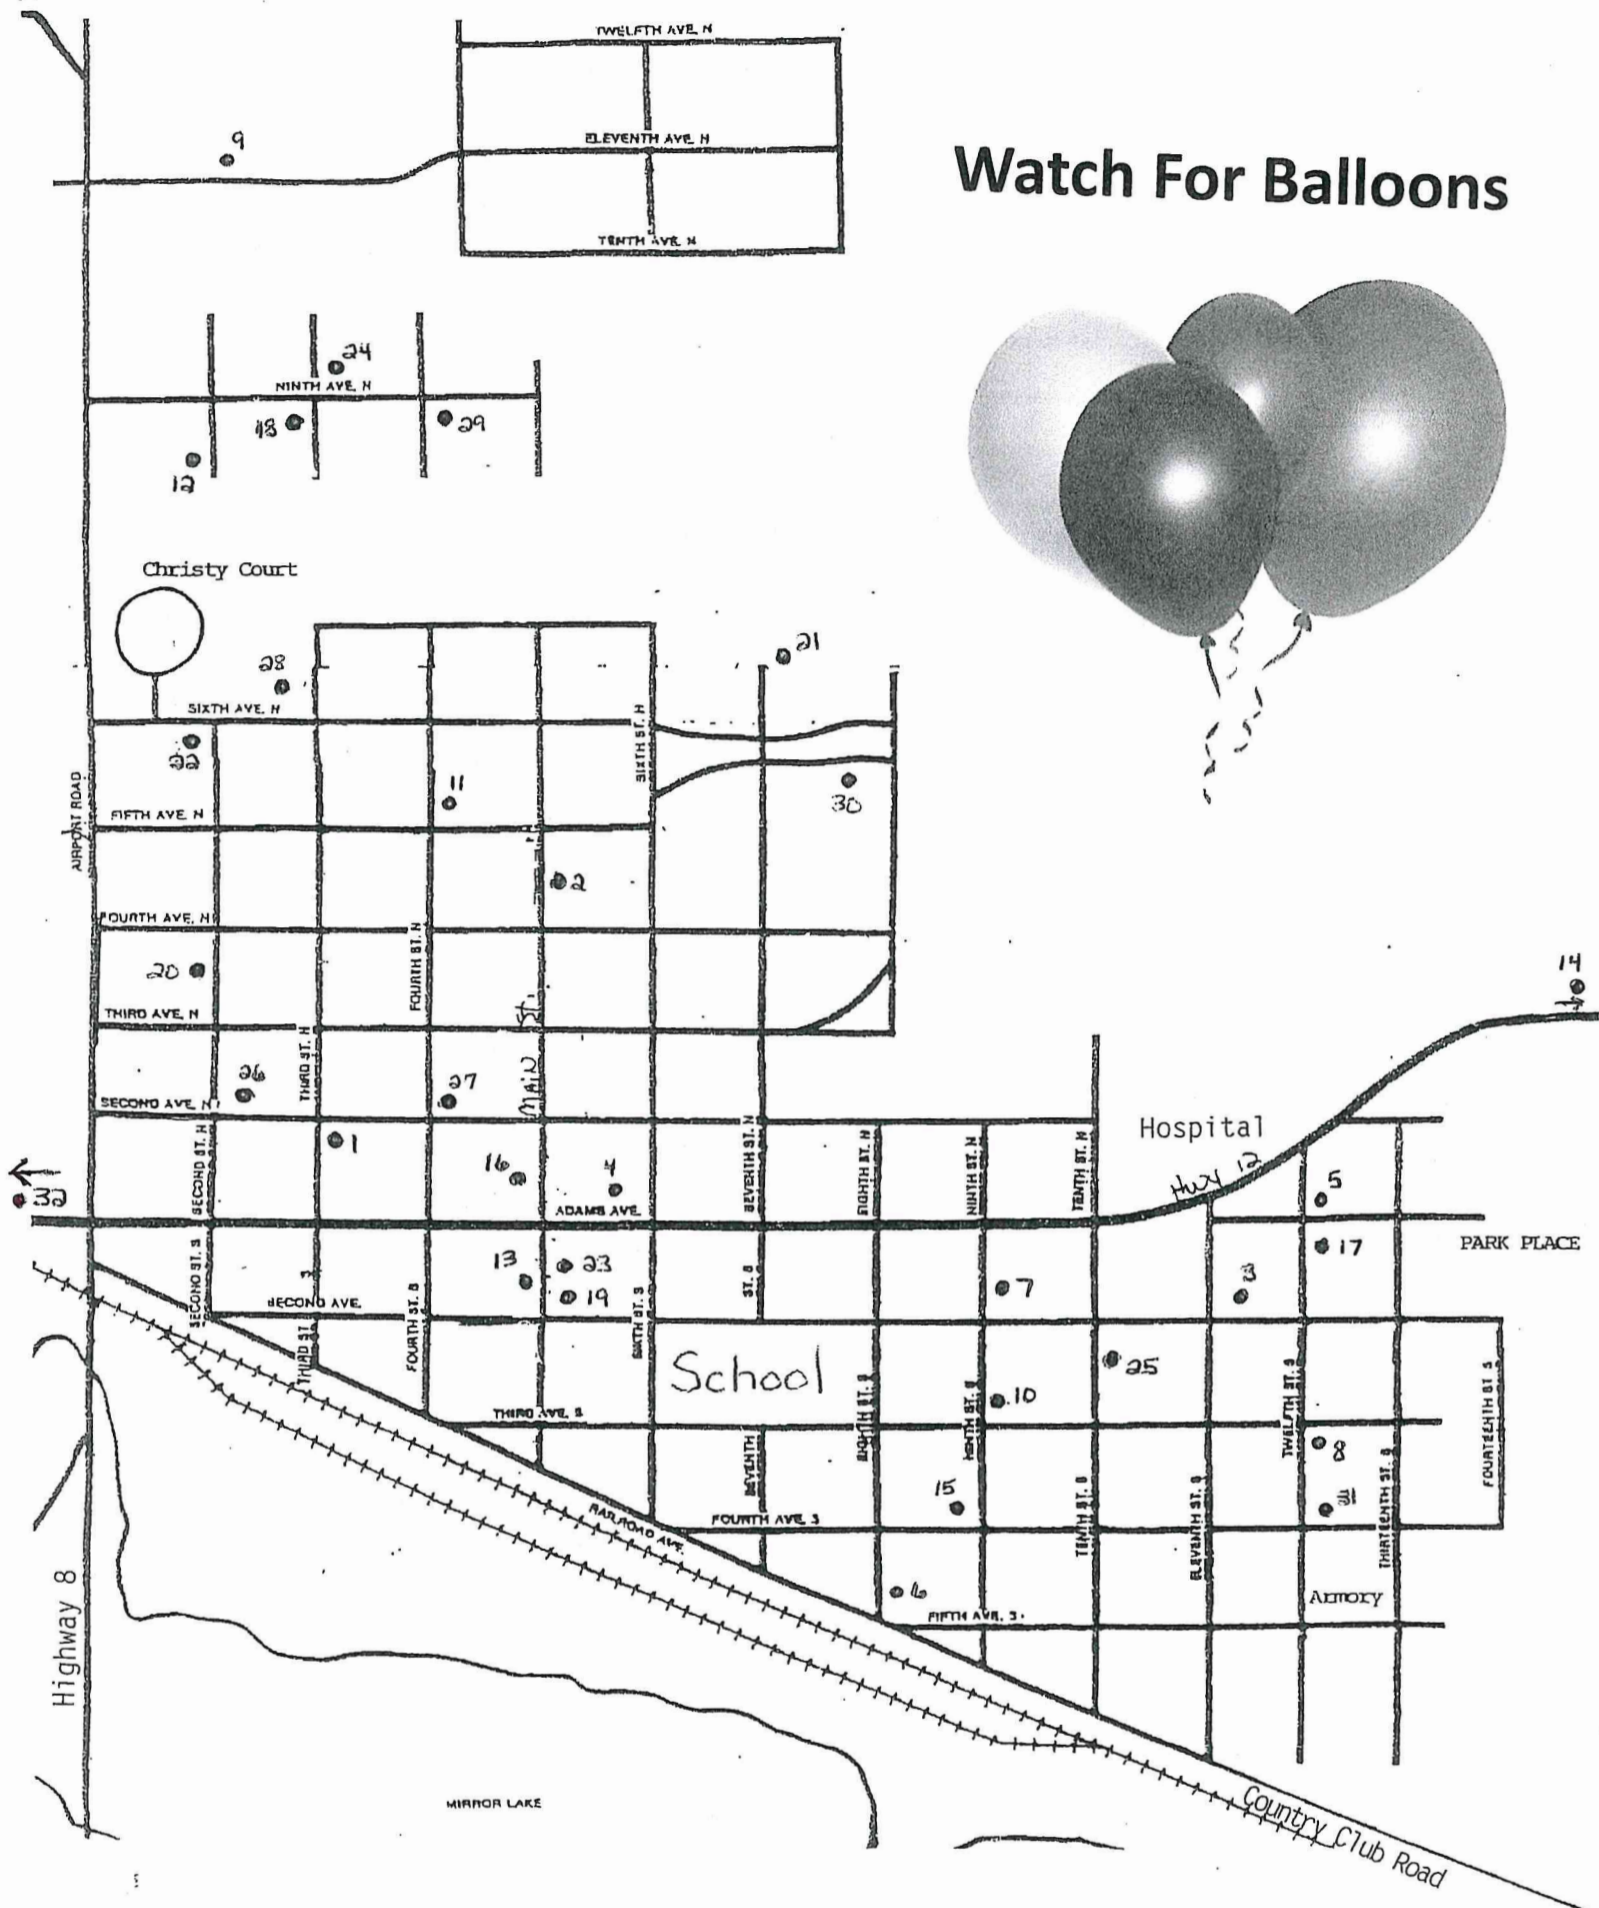 TWELFTH AVE. N
9
ELEVENTH AVE. N
Watch For Balloons
TENTH AVE. N
24
NINTH AVE. N
18
29
12
Christy Court
21
28
SIXTH AVE. N
SIXTH ST. N
22
AIRPORT ROAD
11
30
FIFTH AVE. N
2
FOURTH AVE. N
FOURTH ST. N
20
14
THIRD AVE. N
Main St.
THIRD ST. N
26
27
SECOND AVE. N
Hospital
1
SECOND ST. N
SEVENTH ST. N
EIGHTH ST. N
NINTH ST. N
TENTH ST. N
16
4
Hwy 12
5
32
ADAMS AVE.
17
PARK PLACE
13
23
19
7
3
SECOND ST. S
SECOND AVE.
THIRD ST. S
FOURTH ST. S
SIXTH ST. S
ST. S
School
25
10
THIRD AVE. S
SEVENTH
EIGHTH ST. S
NINTH ST. S
TWELFTH ST. S
FOURTEENTH ST. S
8
15
31
RAILROAD AVE.
FOURTH AVE. S
TENTH ST. S
ELEVENTH ST. S
THIRTEENTH ST. S
6
Armory
FIFTH AVE. S.
Highway 8
MIRROR LAKE
Country Club Road